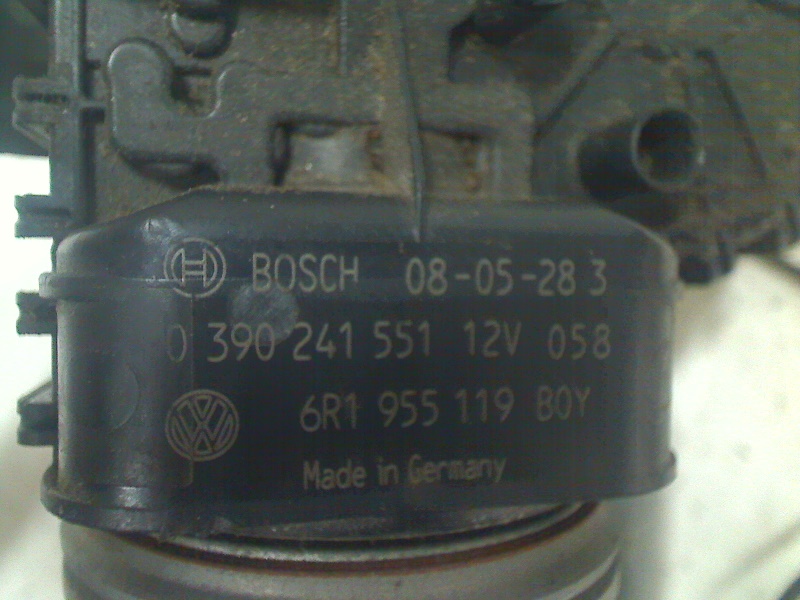 BOSCH 08-05-28 3
0 390 241 551 12V 058
6R1 955 119 B0Y
Made in Germany